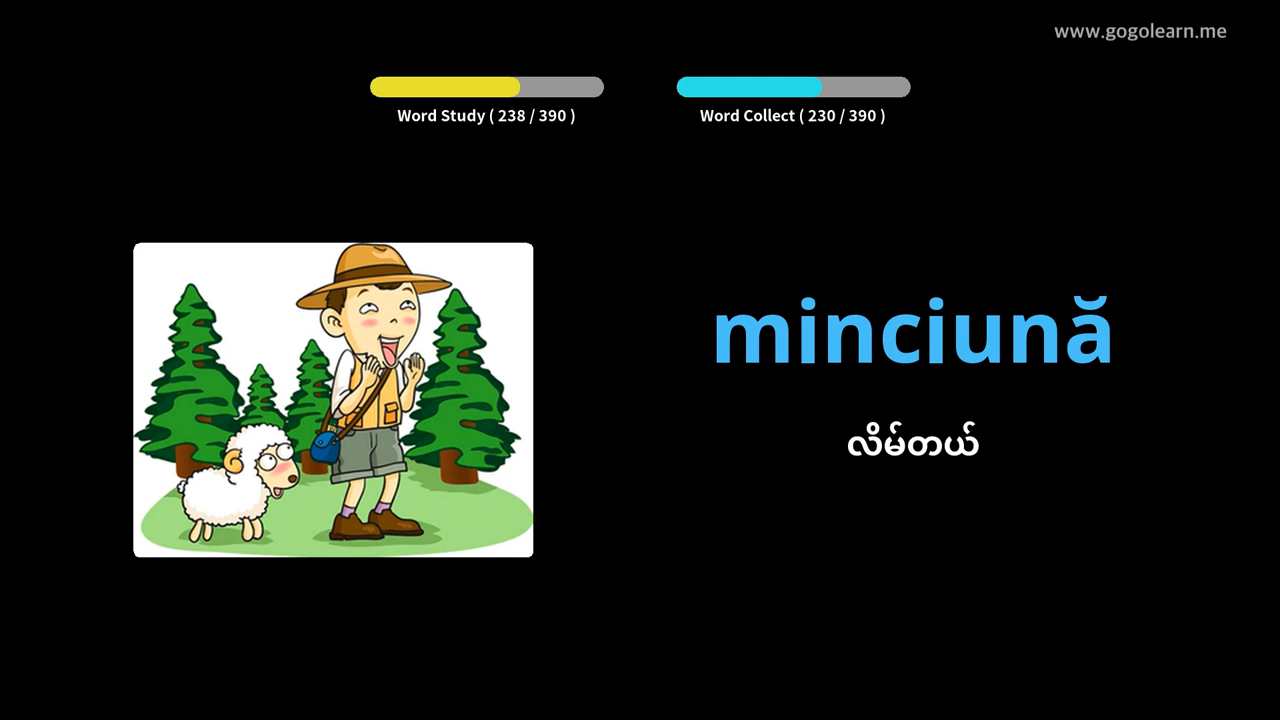 www.gogolearn.me
Word Study ( 238 / 390 )
Word Collect ( 230 / 390 )
minciună
လိမ်တယ်